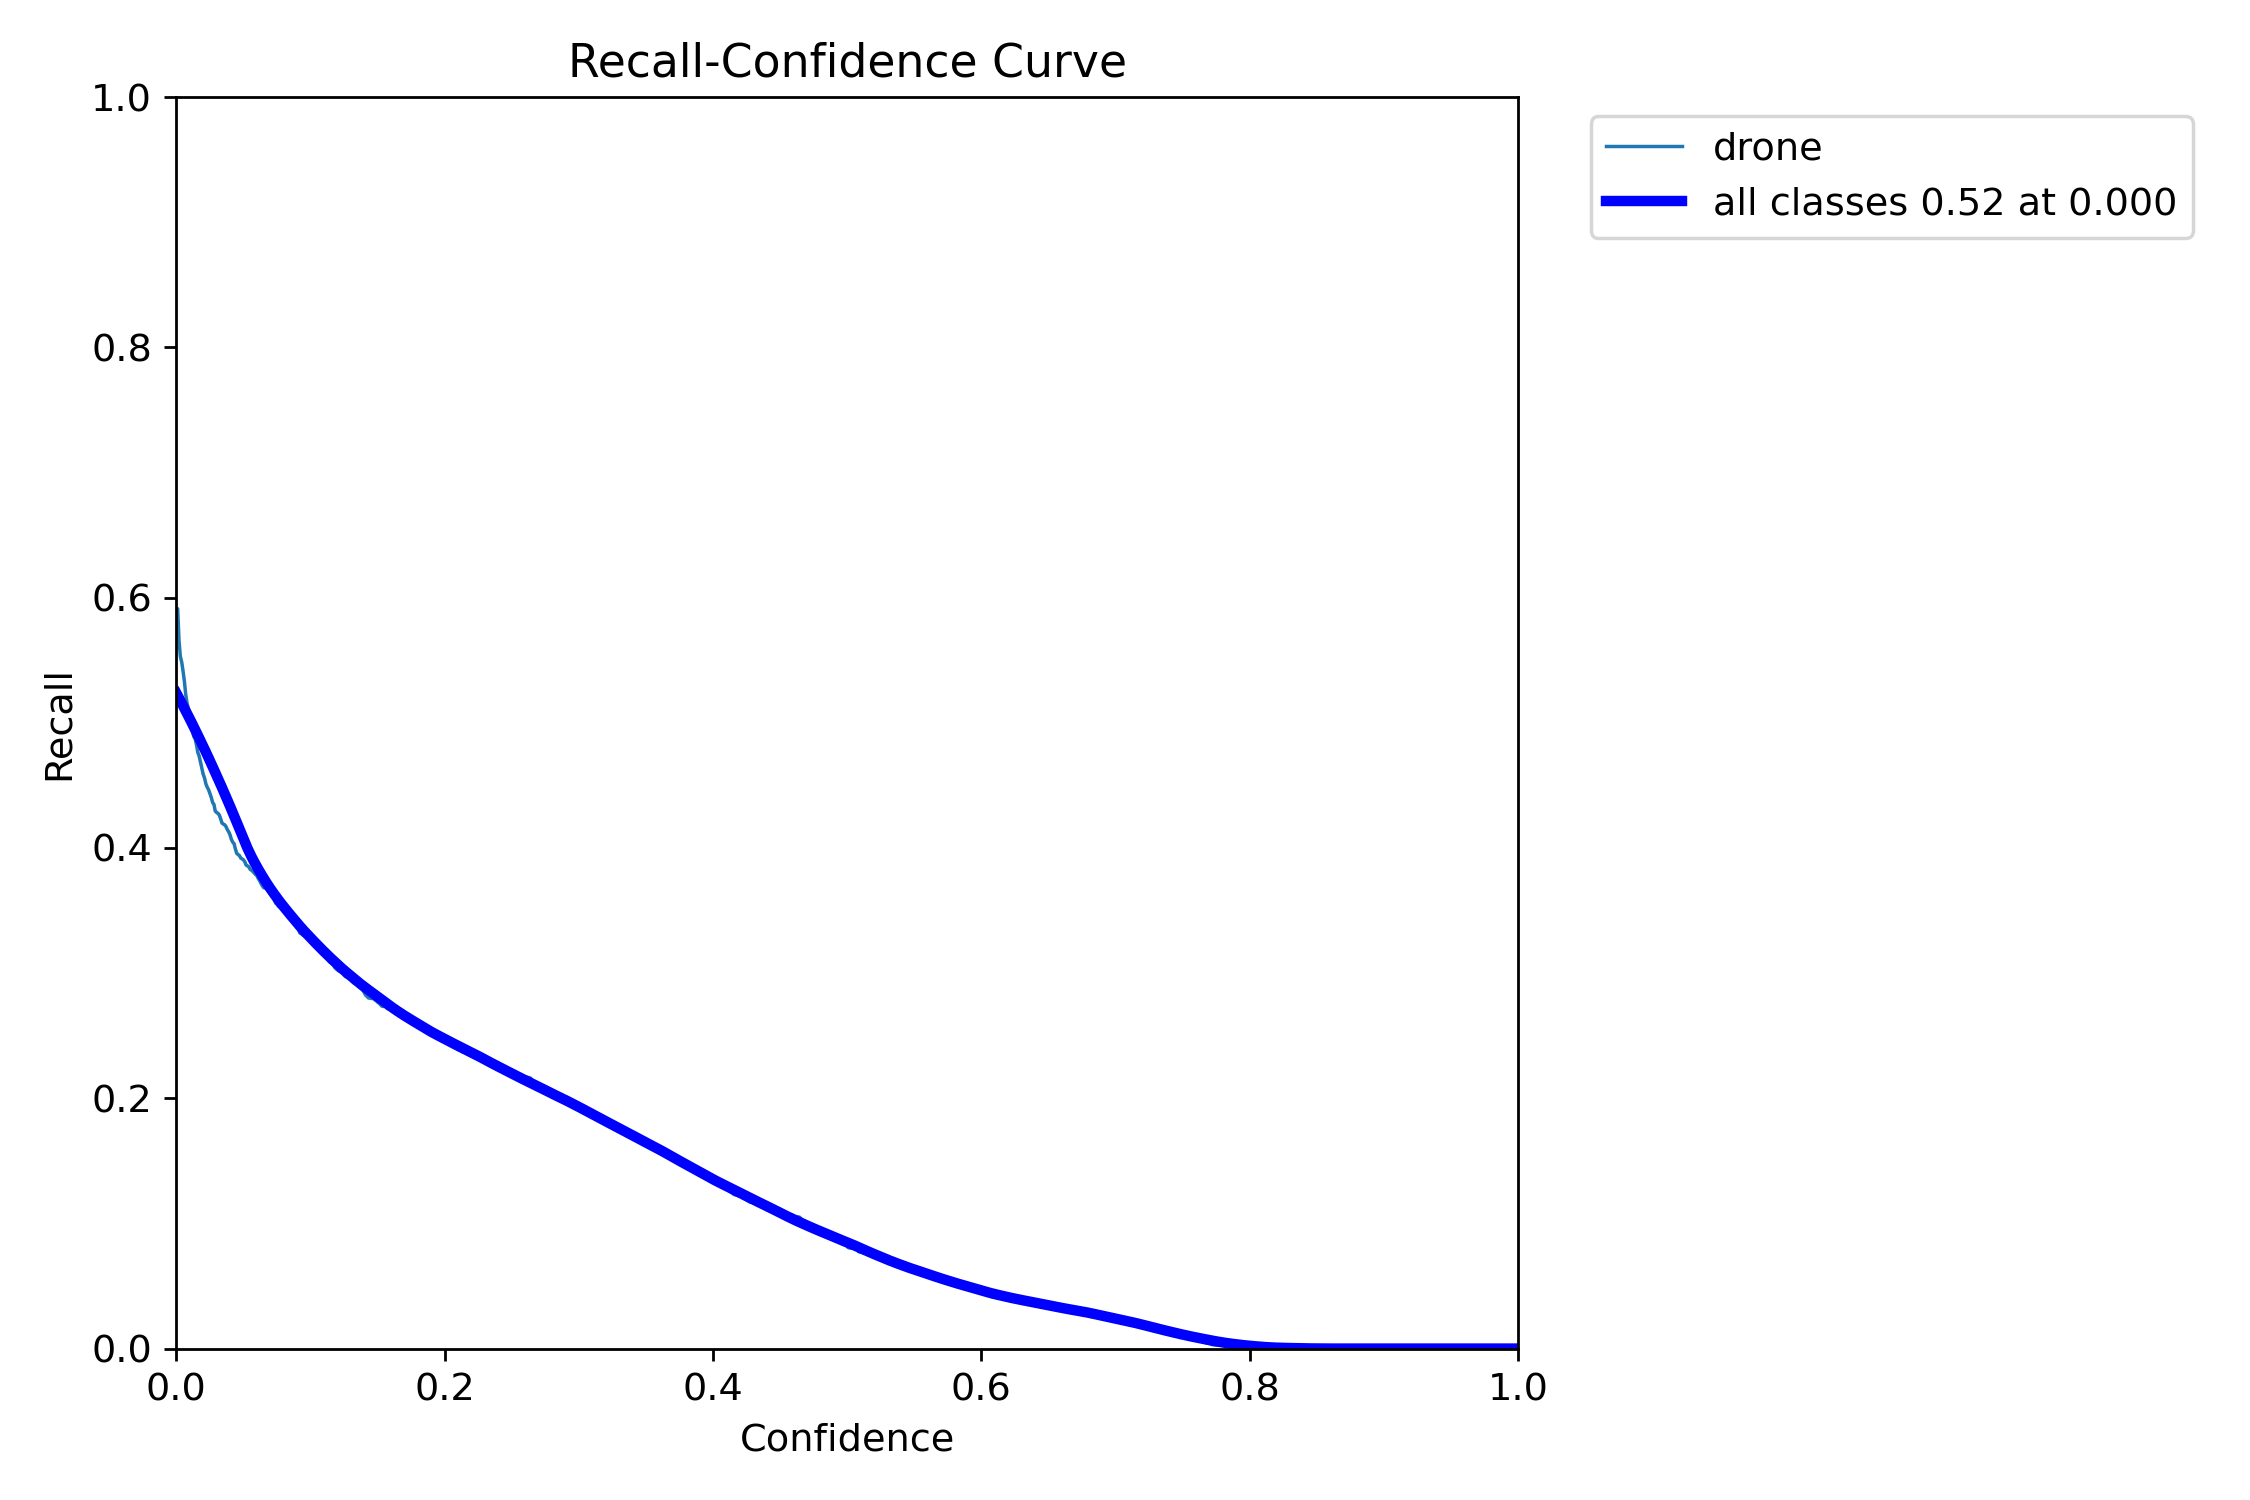 Recall-Confidence Curve
1.0
0.8
0.6
0.4
0.2
0.0
Recall
0.0 0.2 0.4 0.6 0.8 1.0
Confidence
drone
all classes 0.52 at 0.000